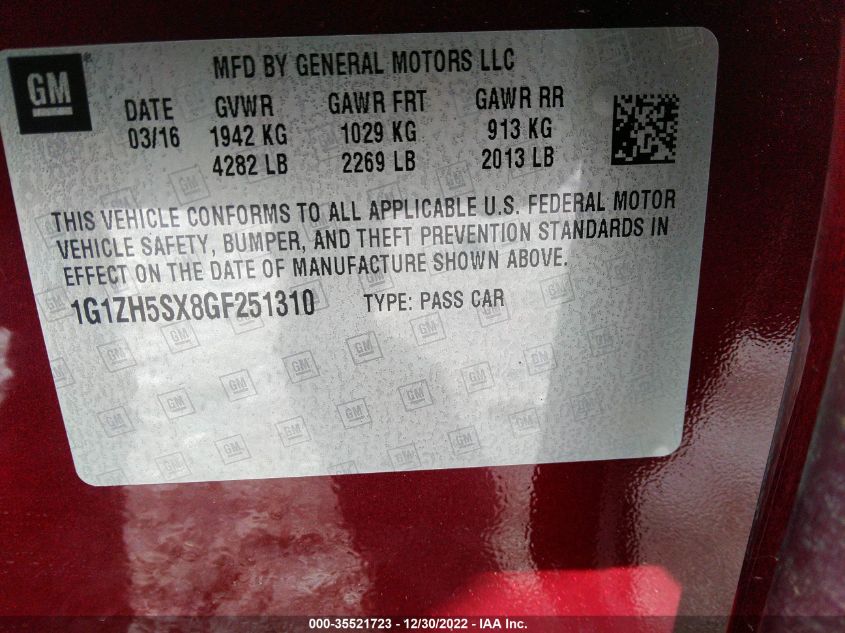 GM
MFD BY GENERAL MOTORS LLC
DATE GVWR GAWR FRT GAWR RR
03/16 1942 KG 1029 KG 913 KG
4282 LB 2269 LB 2013 LB
THIS VEHICLE CONFORMS TO ALL APPLICABLE U.S. FEDERAL MOTOR
VEHICLE SAFETY, BUMPER, AND THEFT PREVENTION STANDARDS IN
EFFECT ON THE DATE OF MANUFACTURE SHOWN ABOVE.
1G1ZH5SX8GF251310 TYPE: PASS CAR
000-35521723 - 12/30/2022 - IAA Inc.